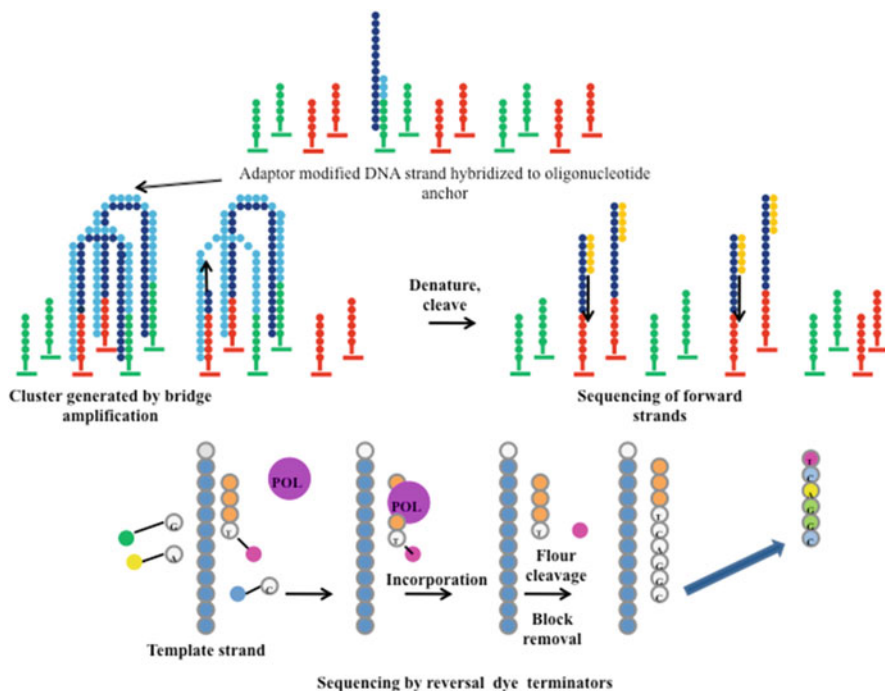 Adaptor modified DNA strand hybridized to oligonucleotide
anchor
Denature,
cleave
Cluster generated by bridge
amplification
Sequencing of forward
strands
POL
G
A
T
C
Template strand
POL
T
Incorporation
T
Flour
cleavage
Block
removal
T
C
A
G
G
C
T
C
A
G
G
C
Sequencing by reversal dye terminators